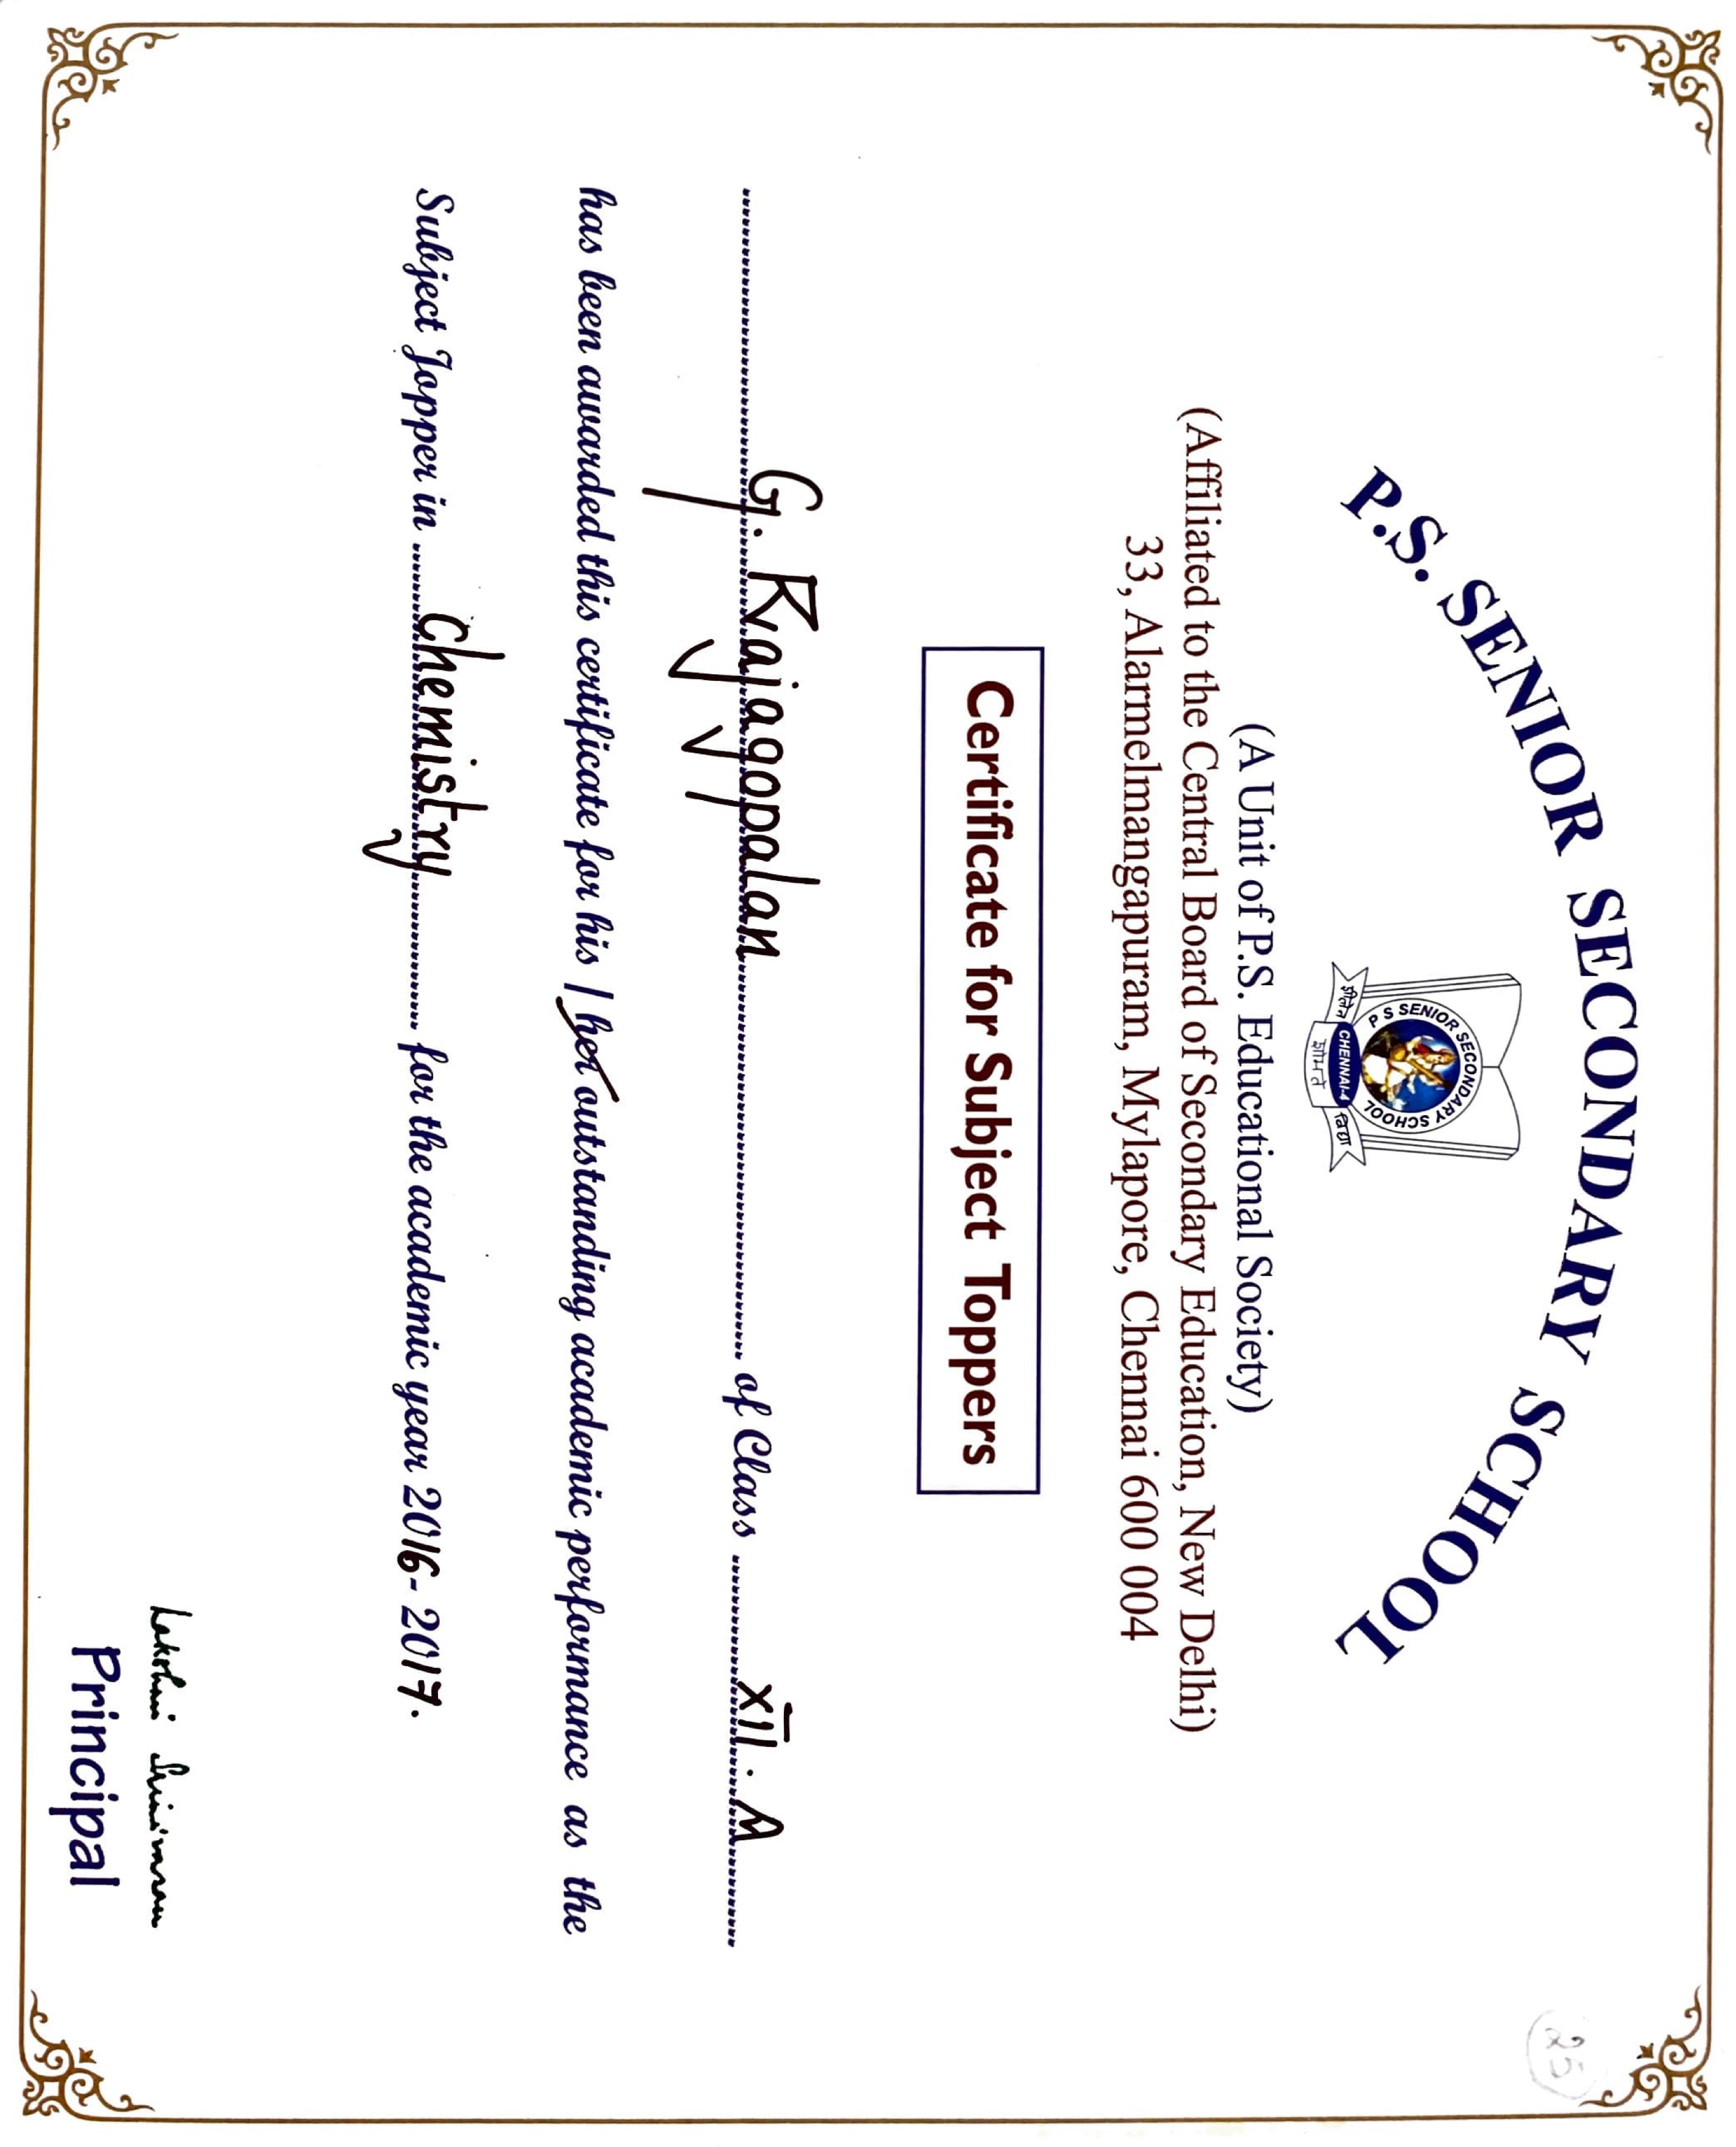 P.S. SENIOR SECONDARY SCHOOL
25
P S SENIOR SECONDARY SCHOOL
शीलेन CHENNAI-4 विद्या
शोभते
(A Unit of P.S. Educational Society)
(Affiliated to the Central Board of Secondary Education, New Delhi)
33, Alarmelmangapuram, Mylapore, Chennai 600 004
Certificate for Subject Toppers
G. Rajagopalan of Class XII. A
has been awarded this certificate for his / her outstanding academic performance as the
Subject Topper in Chemistry for the academic year 2016-2017.
Lakshmi Srinivasan
Principal